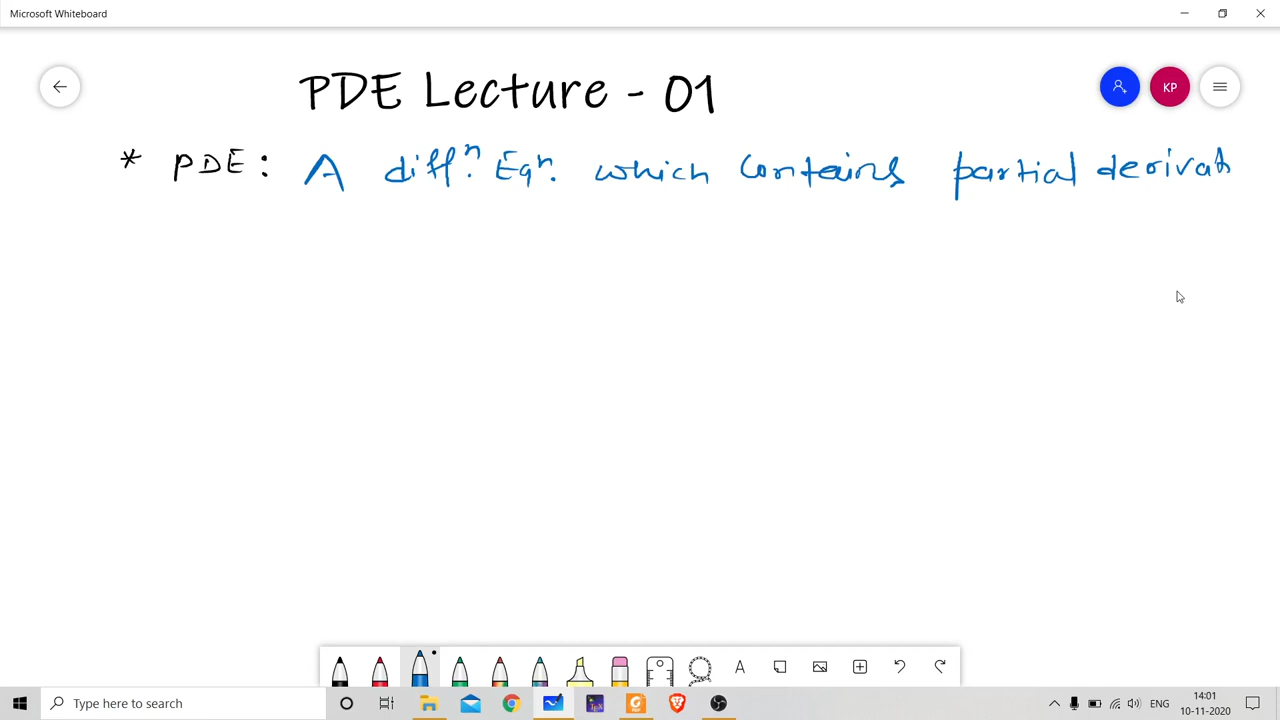 Microsoft Whiteboard
KP
PDE Lecture - 01
* PDE: A diffⁿ. Eqⁿ. which contains partial derivati
Type here to search
ENG
14:01
10-11-2020